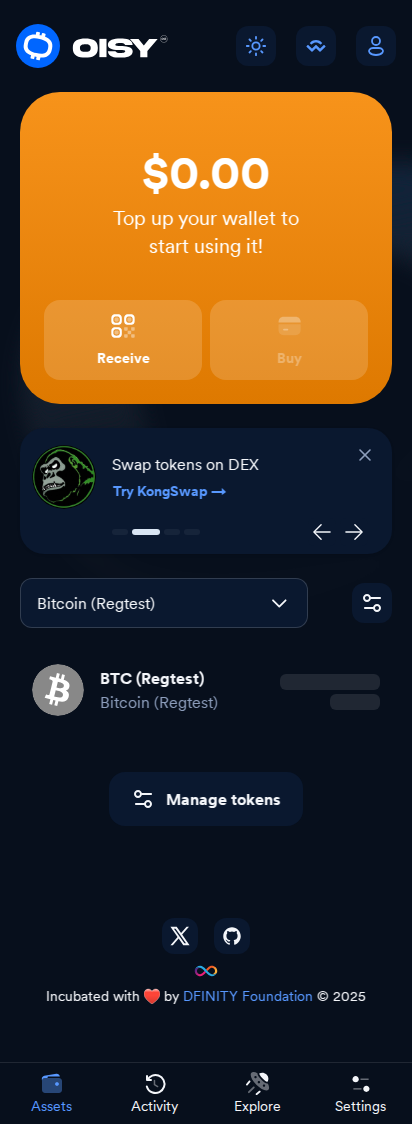 OISY
$0.00
Top up your wallet to
start using it!
Receive
Buy
Swap tokens on DEX
Try KongSwap →
Bitcoin (Regtest)
BTC (Regtest)
Bitcoin (Regtest)
Manage tokens
Incubated with ❤️ by DFINITY Foundation © 2025
Assets
Activity
Explore
Settings